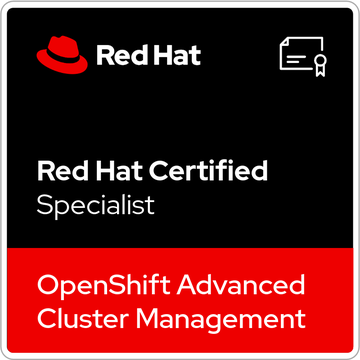 Red Hat
Red Hat Certified
Specialist
OpenShift Advanced
Cluster Management